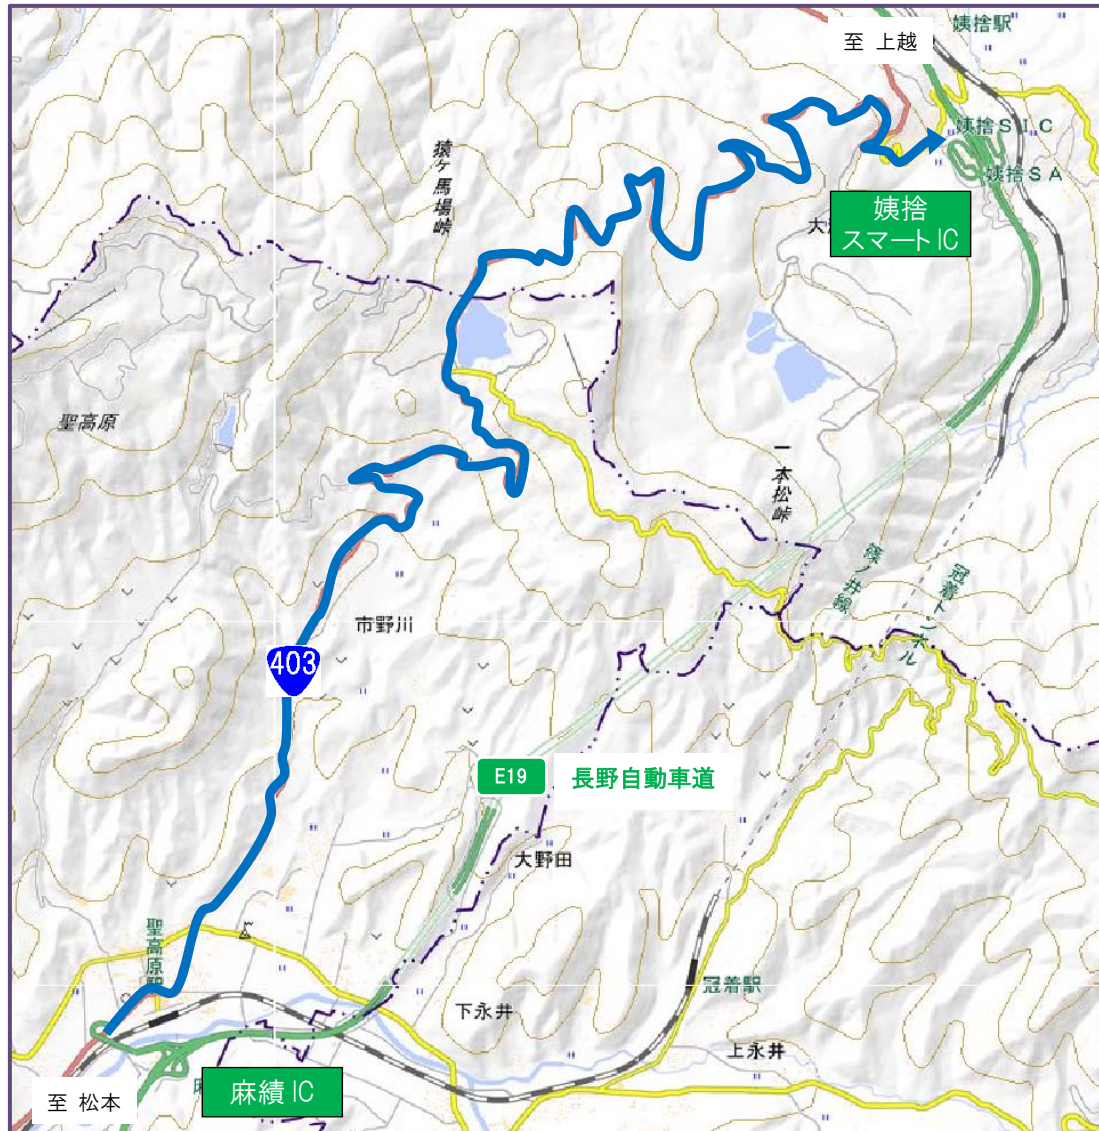 至 上越
姨捨駅
姨捨SIC
姨捨SA
姨捨
スマートIC
猿ヶ馬場峠
聖高原
一本松峠
篠ノ井線
冠着トンネル
市野川
403
E19
長野自動車道
大野田
聖高原駅
冠着駅
下永井
上永井
麻績IC
至 松本